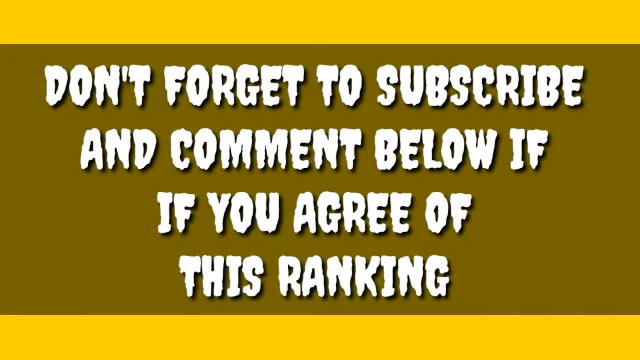 DON'T FORGET TO SUBSCRIBE
AND COMMENT BELOW IF
IF YOU AGREE OF
THIS RANKING